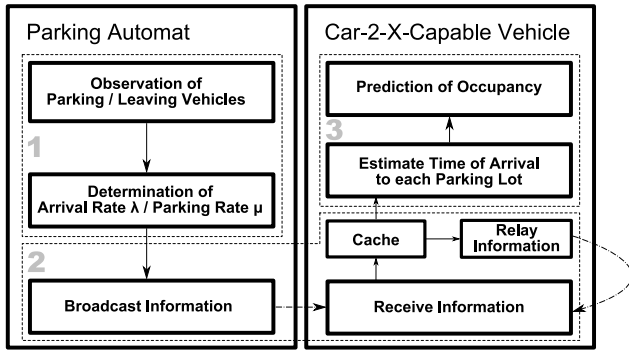 Parking Automat
Observation of
Parking / Leaving Vehicles
1
Determination of
Arrival Rate λ / Parking Rate μ
2
Broadcast Information
Car-2-X-Capable Vehicle
Prediction of Occupancy
3
Estimate Time of Arrival
to each Parking Lot
Cache
Relay
Information
Receive Information